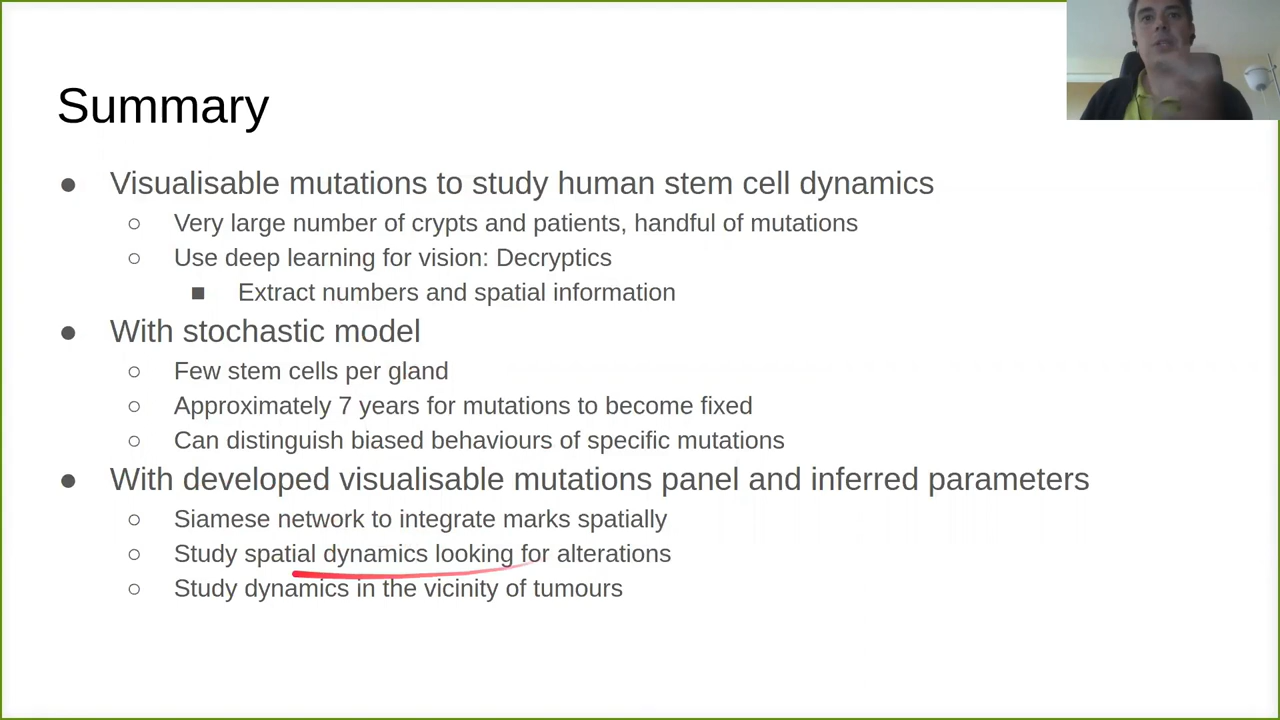 Summary
● Visualisable mutations to study human stem cell dynamics
○ Very large number of crypts and patients, handful of mutations
○ Use deep learning for vision: Decryptics
■ Extract numbers and spatial information
● With stochastic model
○ Few stem cells per gland
○ Approximately 7 years for mutations to become fixed
○ Can distinguish biased behaviours of specific mutations
● With developed visualisable mutations panel and inferred parameters
○ Siamese network to integrate marks spatially
○ Study spatial dynamics looking for alterations
○ Study dynamics in the vicinity of tumours